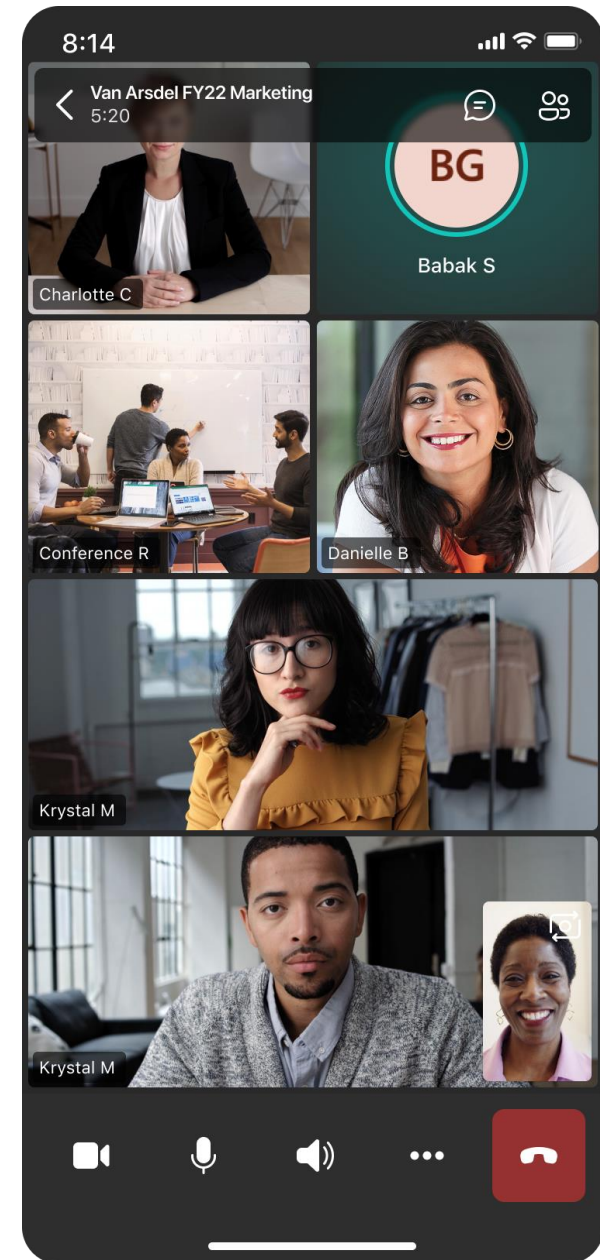 8:14
Van Arsdel FY22 Marketing
5:20
BG
Babak S
Charlotte C
Conference R
Danielle B
Krystal M
Krystal M